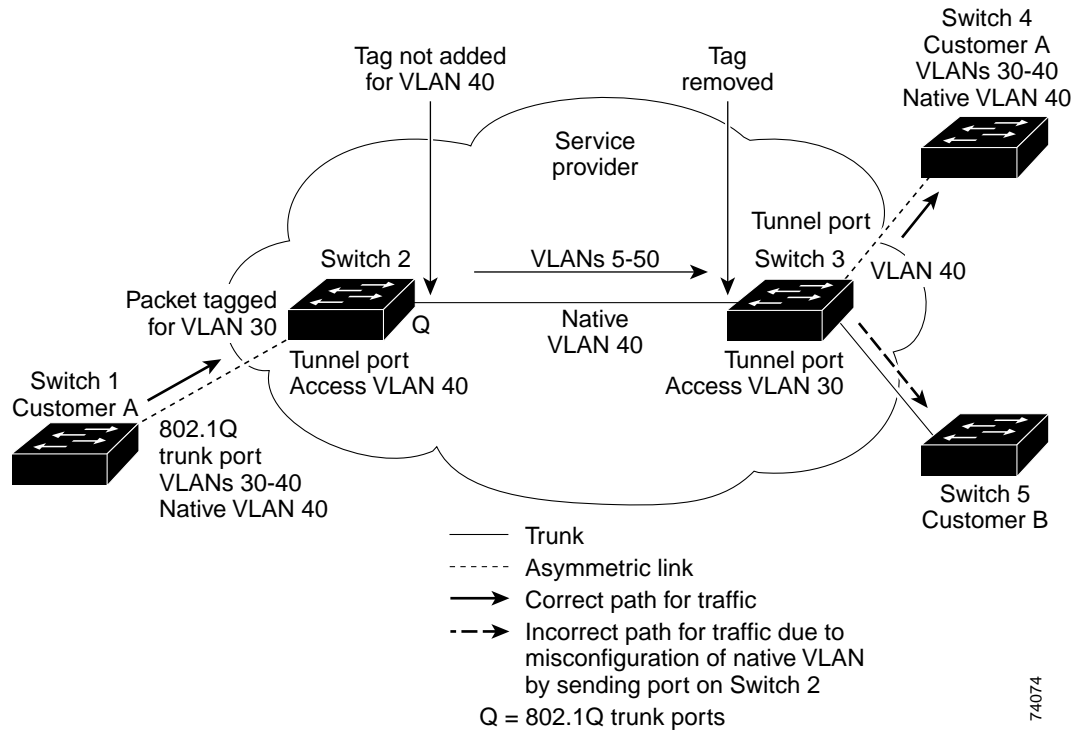 Tag not added
for VLAN 40
Tag
removed
Switch 4
Customer A
VLANs 30-40
Native VLAN 40
Service
provider
Tunnel port
Switch 2
VLANs 5-50
Switch 3
VLAN 40
Packet tagged
for VLAN 30
Q
Native
VLAN 40
Tunnel port
Access VLAN 40
Tunnel port
Access VLAN 30
Switch 1
Customer A
802.1Q
trunk port
VLANs 30-40
Native VLAN 40
Switch 5
Customer B
Trunk
Asymmetric link
Correct path for traffic
Incorrect path for traffic due to
misconfiguration of native VLAN
by sending port on Switch 2
Q = 802.1Q trunk ports
74074